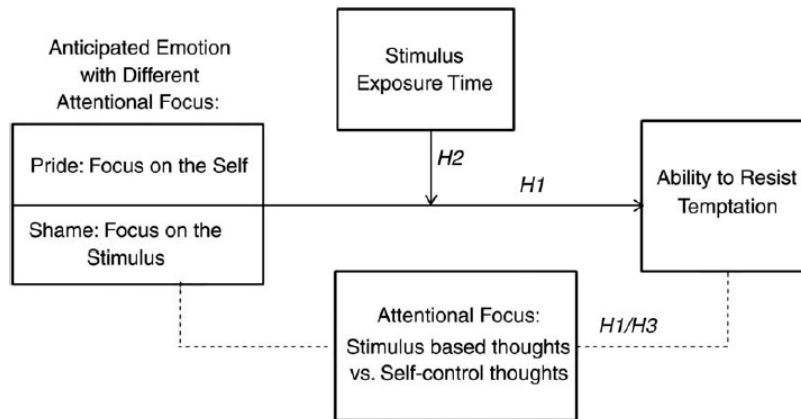 Anticipated Emotion
with Different
Attentional Focus:
Pride: Focus on the Self
Shame: Focus on the
Stimulus
Stimulus
Exposure Time
H2
H1
Ability to Resist
Temptation
Attentional Focus:
Stimulus based thoughts
vs. Self-control thoughts
H1/H3